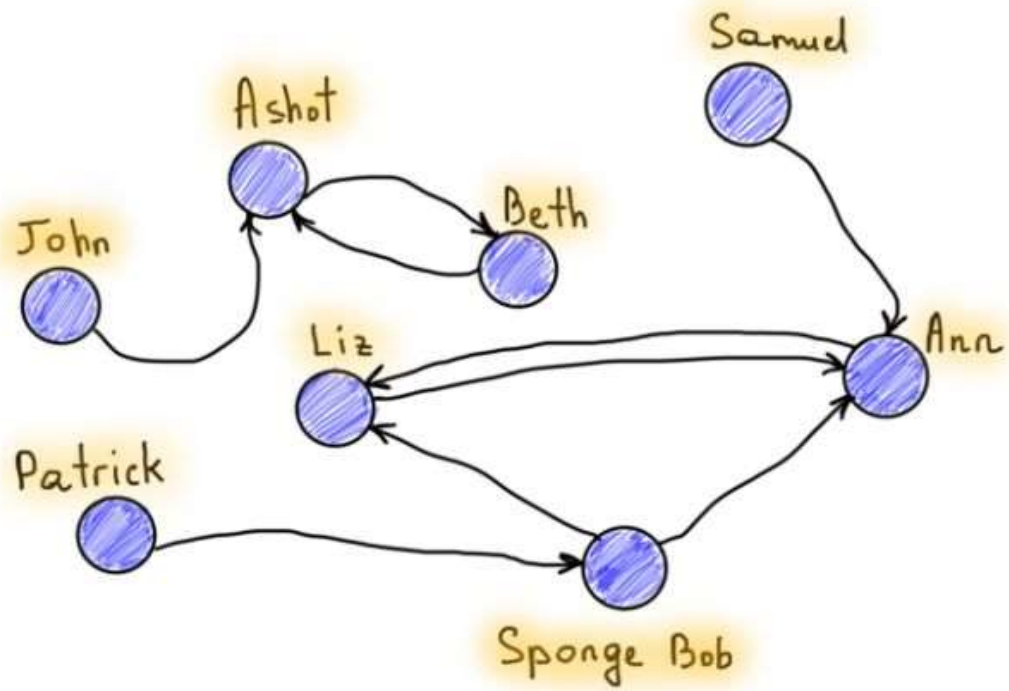 Samuel
Ashot
Beth
John
Liz
Ann
Patrick
Sponge Bob